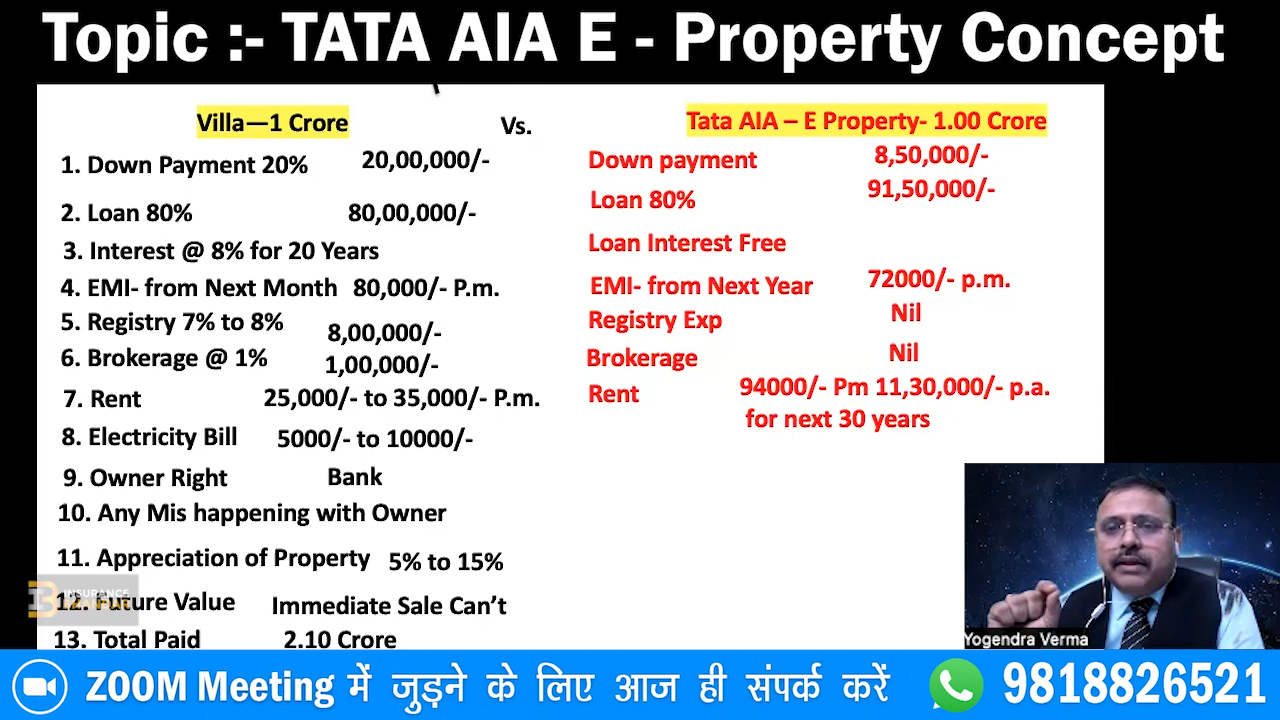 Topic :- TATA AIA E - Property Concept
Villa—1 Crore
Vs.
Tata AIA – E Property- 1.00 Crore
1. Down Payment 20% 20,00,000/-
2. Loan 80% 80,00,000/-
3. Interest @ 8% for 20 Years
4. EMI- from Next Month 80,000/- P.m.
5. Registry 7% to 8% 8,00,000/-
6. Brokerage @ 1% 1,00,000/-
7. Rent 25,000/- to 35,000/- P.m.
8. Electricity Bill 5000/- to 10000/-
9. Owner Right Bank
10. Any Mis happening with Owner
11. Appreciation of Property 5% to 15%
12. Future Value Immediate Sale Can't
13. Total Paid 2.10 Crore
Down payment 8,50,000/-
Loan 80% 91,50,000/-
Loan Interest Free
EMI- from Next Year 72000/- p.m.
Registry Exp Nil
Brokerage Nil
Rent 94000/- Pm 11,30,000/- p.a.
for next 30 years
INSURANCE
Yogendra Verma
ZOOM Meeting में जुड़ने के लिए आज ही संपर्क करें
9818826521